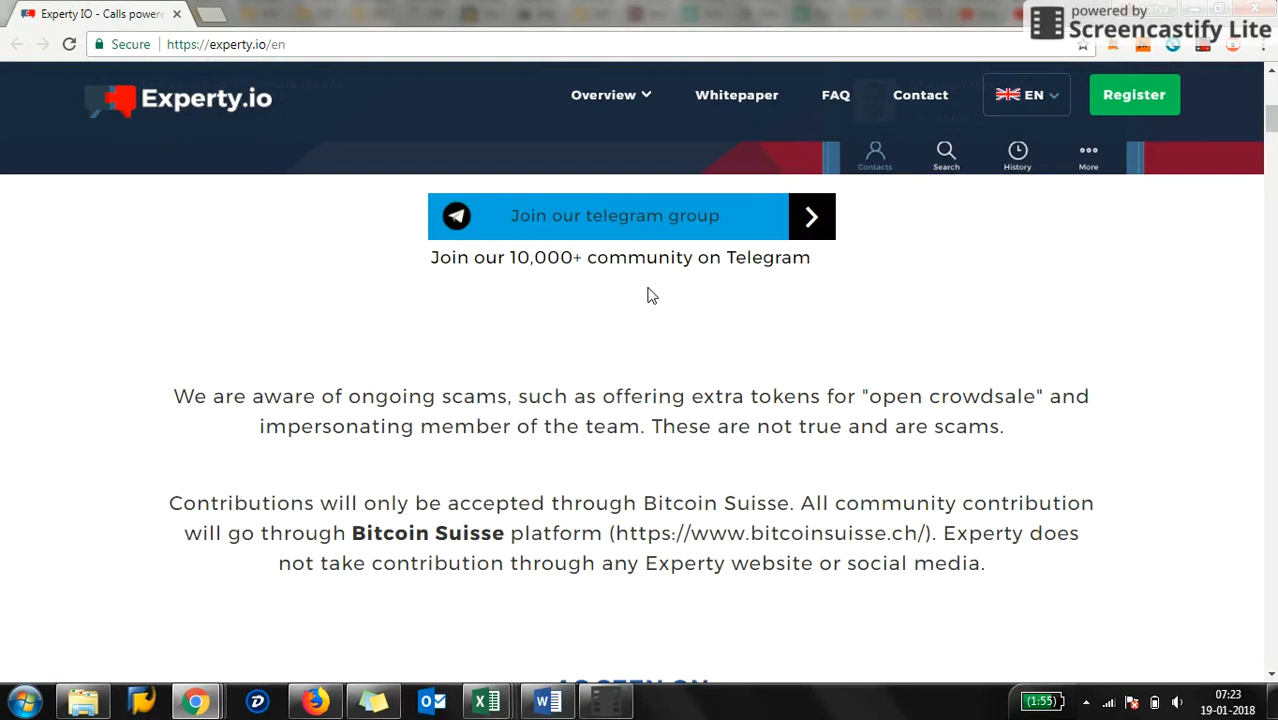 Experty IO - Calls powere
powered by
Screencastify Lite
Secure
https://experty.io/en
Experty.io
Overview
Whitepaper
FAQ
Contact
EN
Register
Contacts
Search
History
More
Join our telegram group
Join our 10,000+ community on Telegram
We are aware of ongoing scams, such as offering extra tokens for "open crowdsale" and
impersonating member of the team. These are not true and are scams.
Contributions will only be accepted through Bitcoin Suisse. All community contribution
will go through Bitcoin Suisse platform (https://www.bitcoinsuisse.ch/). Experty does
not take contribution through any Experty website or social media.
AS SEEN ON
(1:55)
07:23
19-01-2018